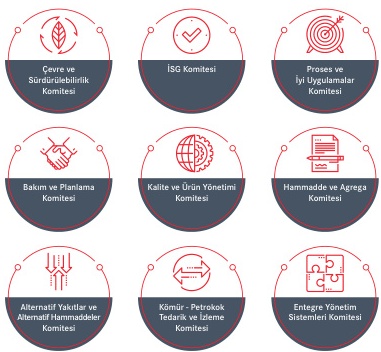 Çevre ve
Sürdürülebilirlik
Komitesi
İSG Komitesi
Proses ve
İyi Uygulamalar
Komitesi
Bakım ve Planlama
Komitesi
Kalite ve Ürün Yönetimi
Komitesi
Hammadde ve Agrega
Komitesi
Alternatif Yakıtlar ve
Alternatif Hammaddeler
Komitesi
Kömür - Petrokok
Tedarik ve İzleme
Komitesi
Entegre Yönetim
Sistemleri Komitesi